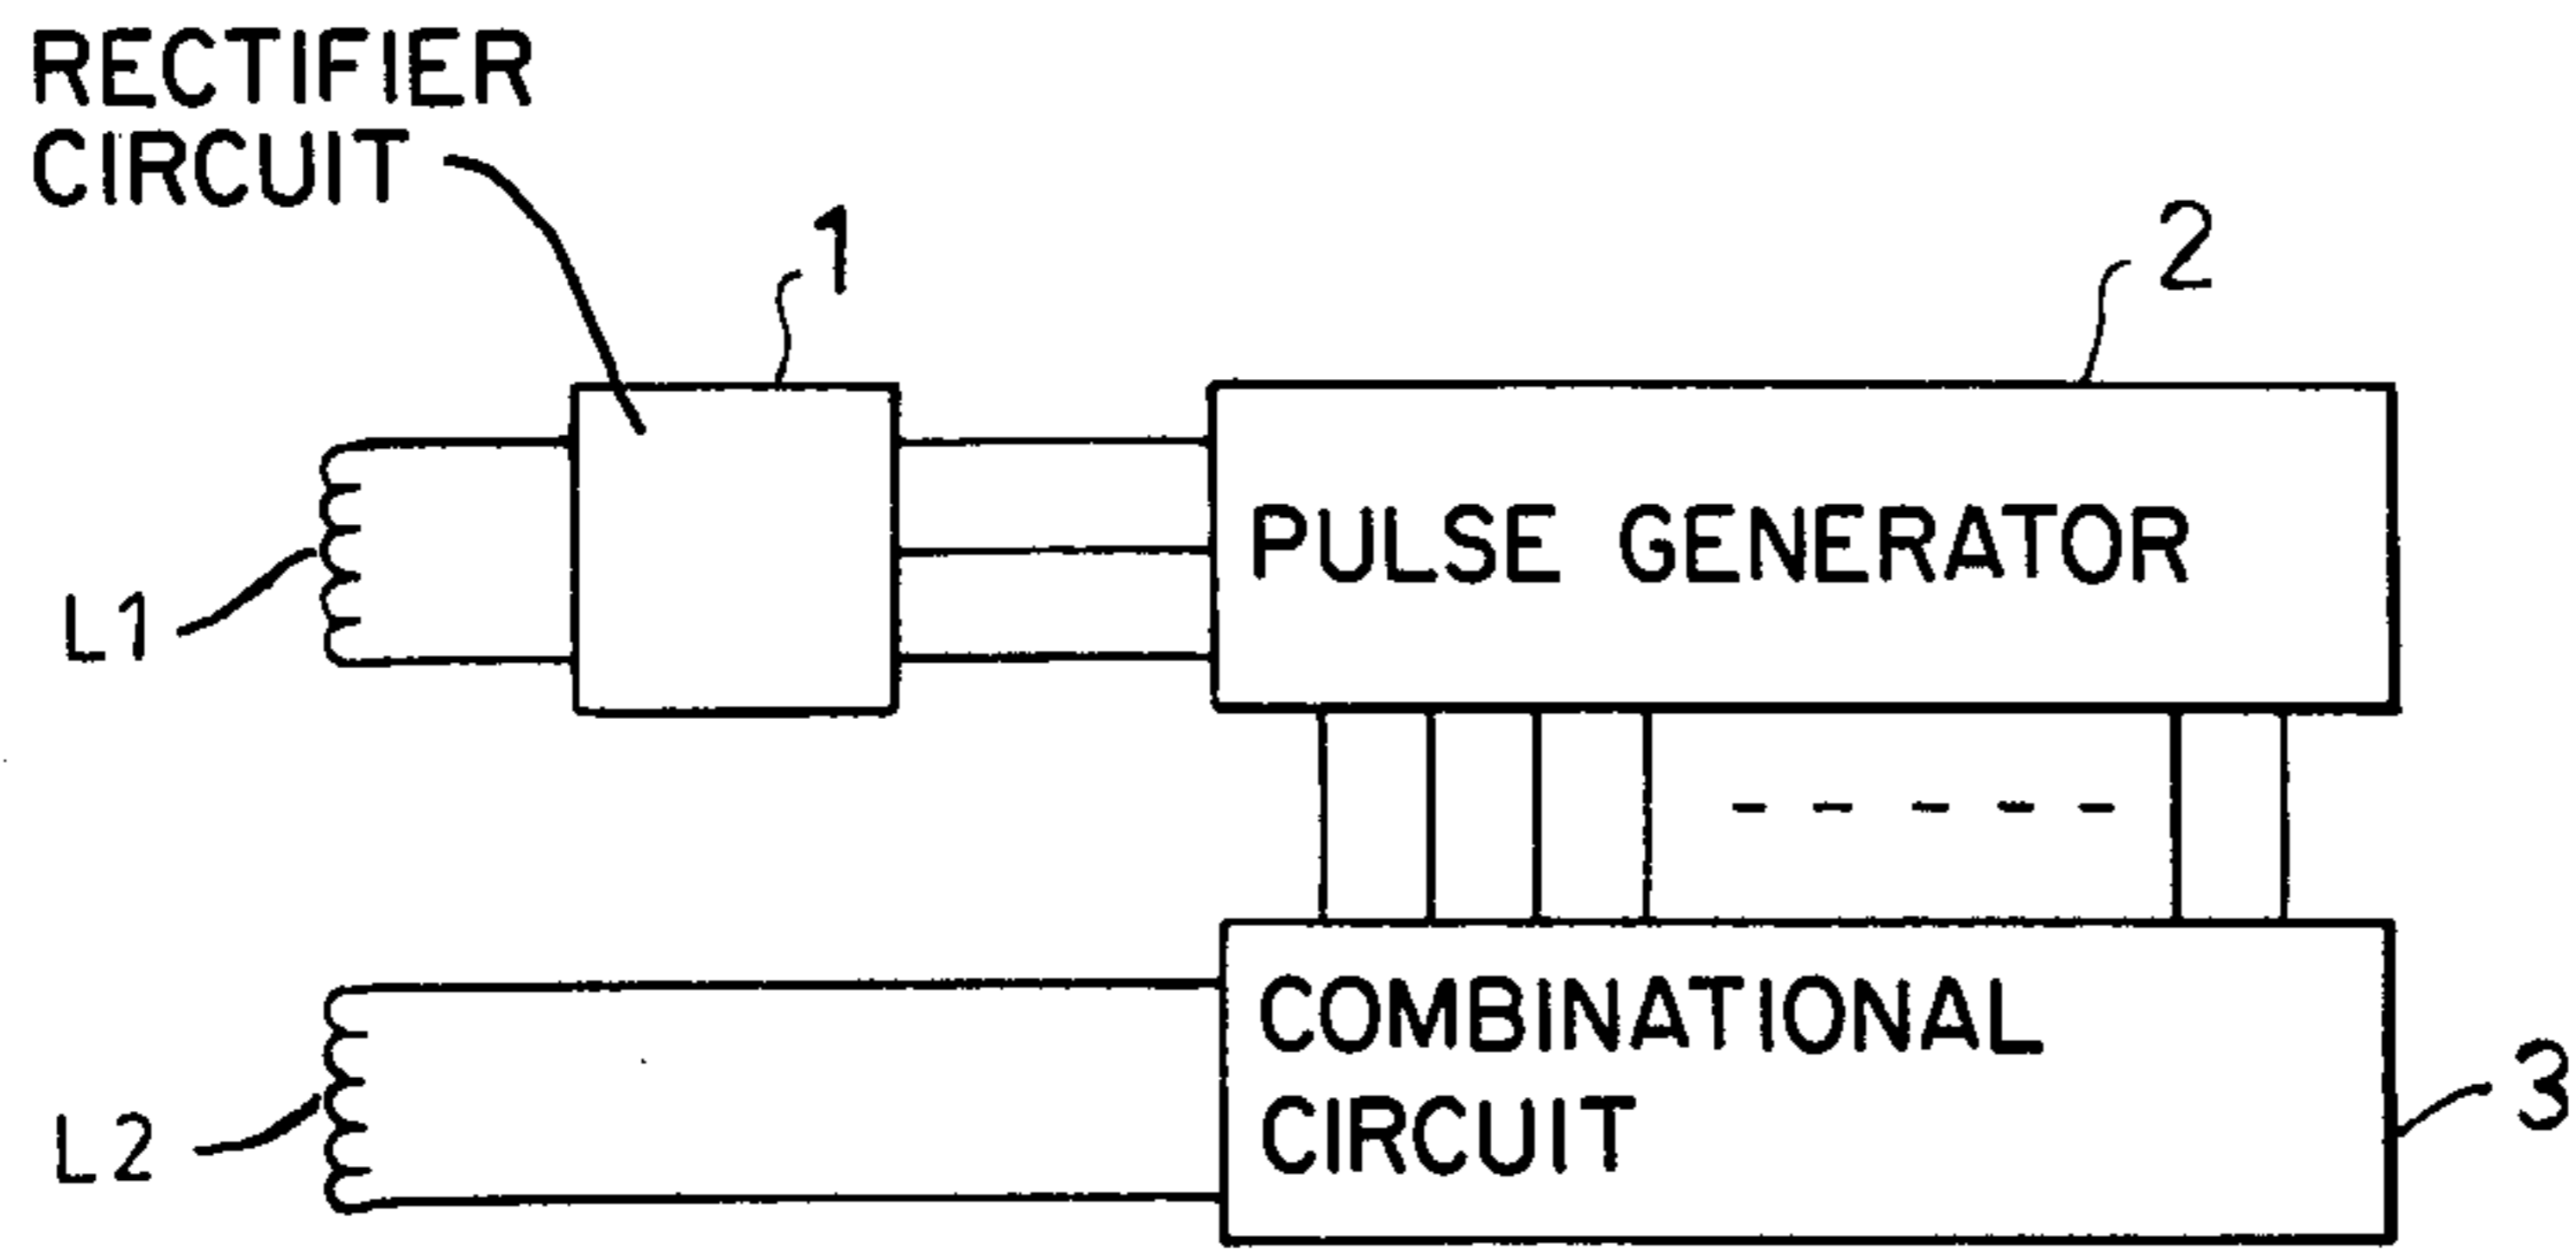 RECTIFIER
CIRCUIT
1
2
PULSE GENERATOR
L1
COMBINATIONAL
CIRCUIT
3
L2